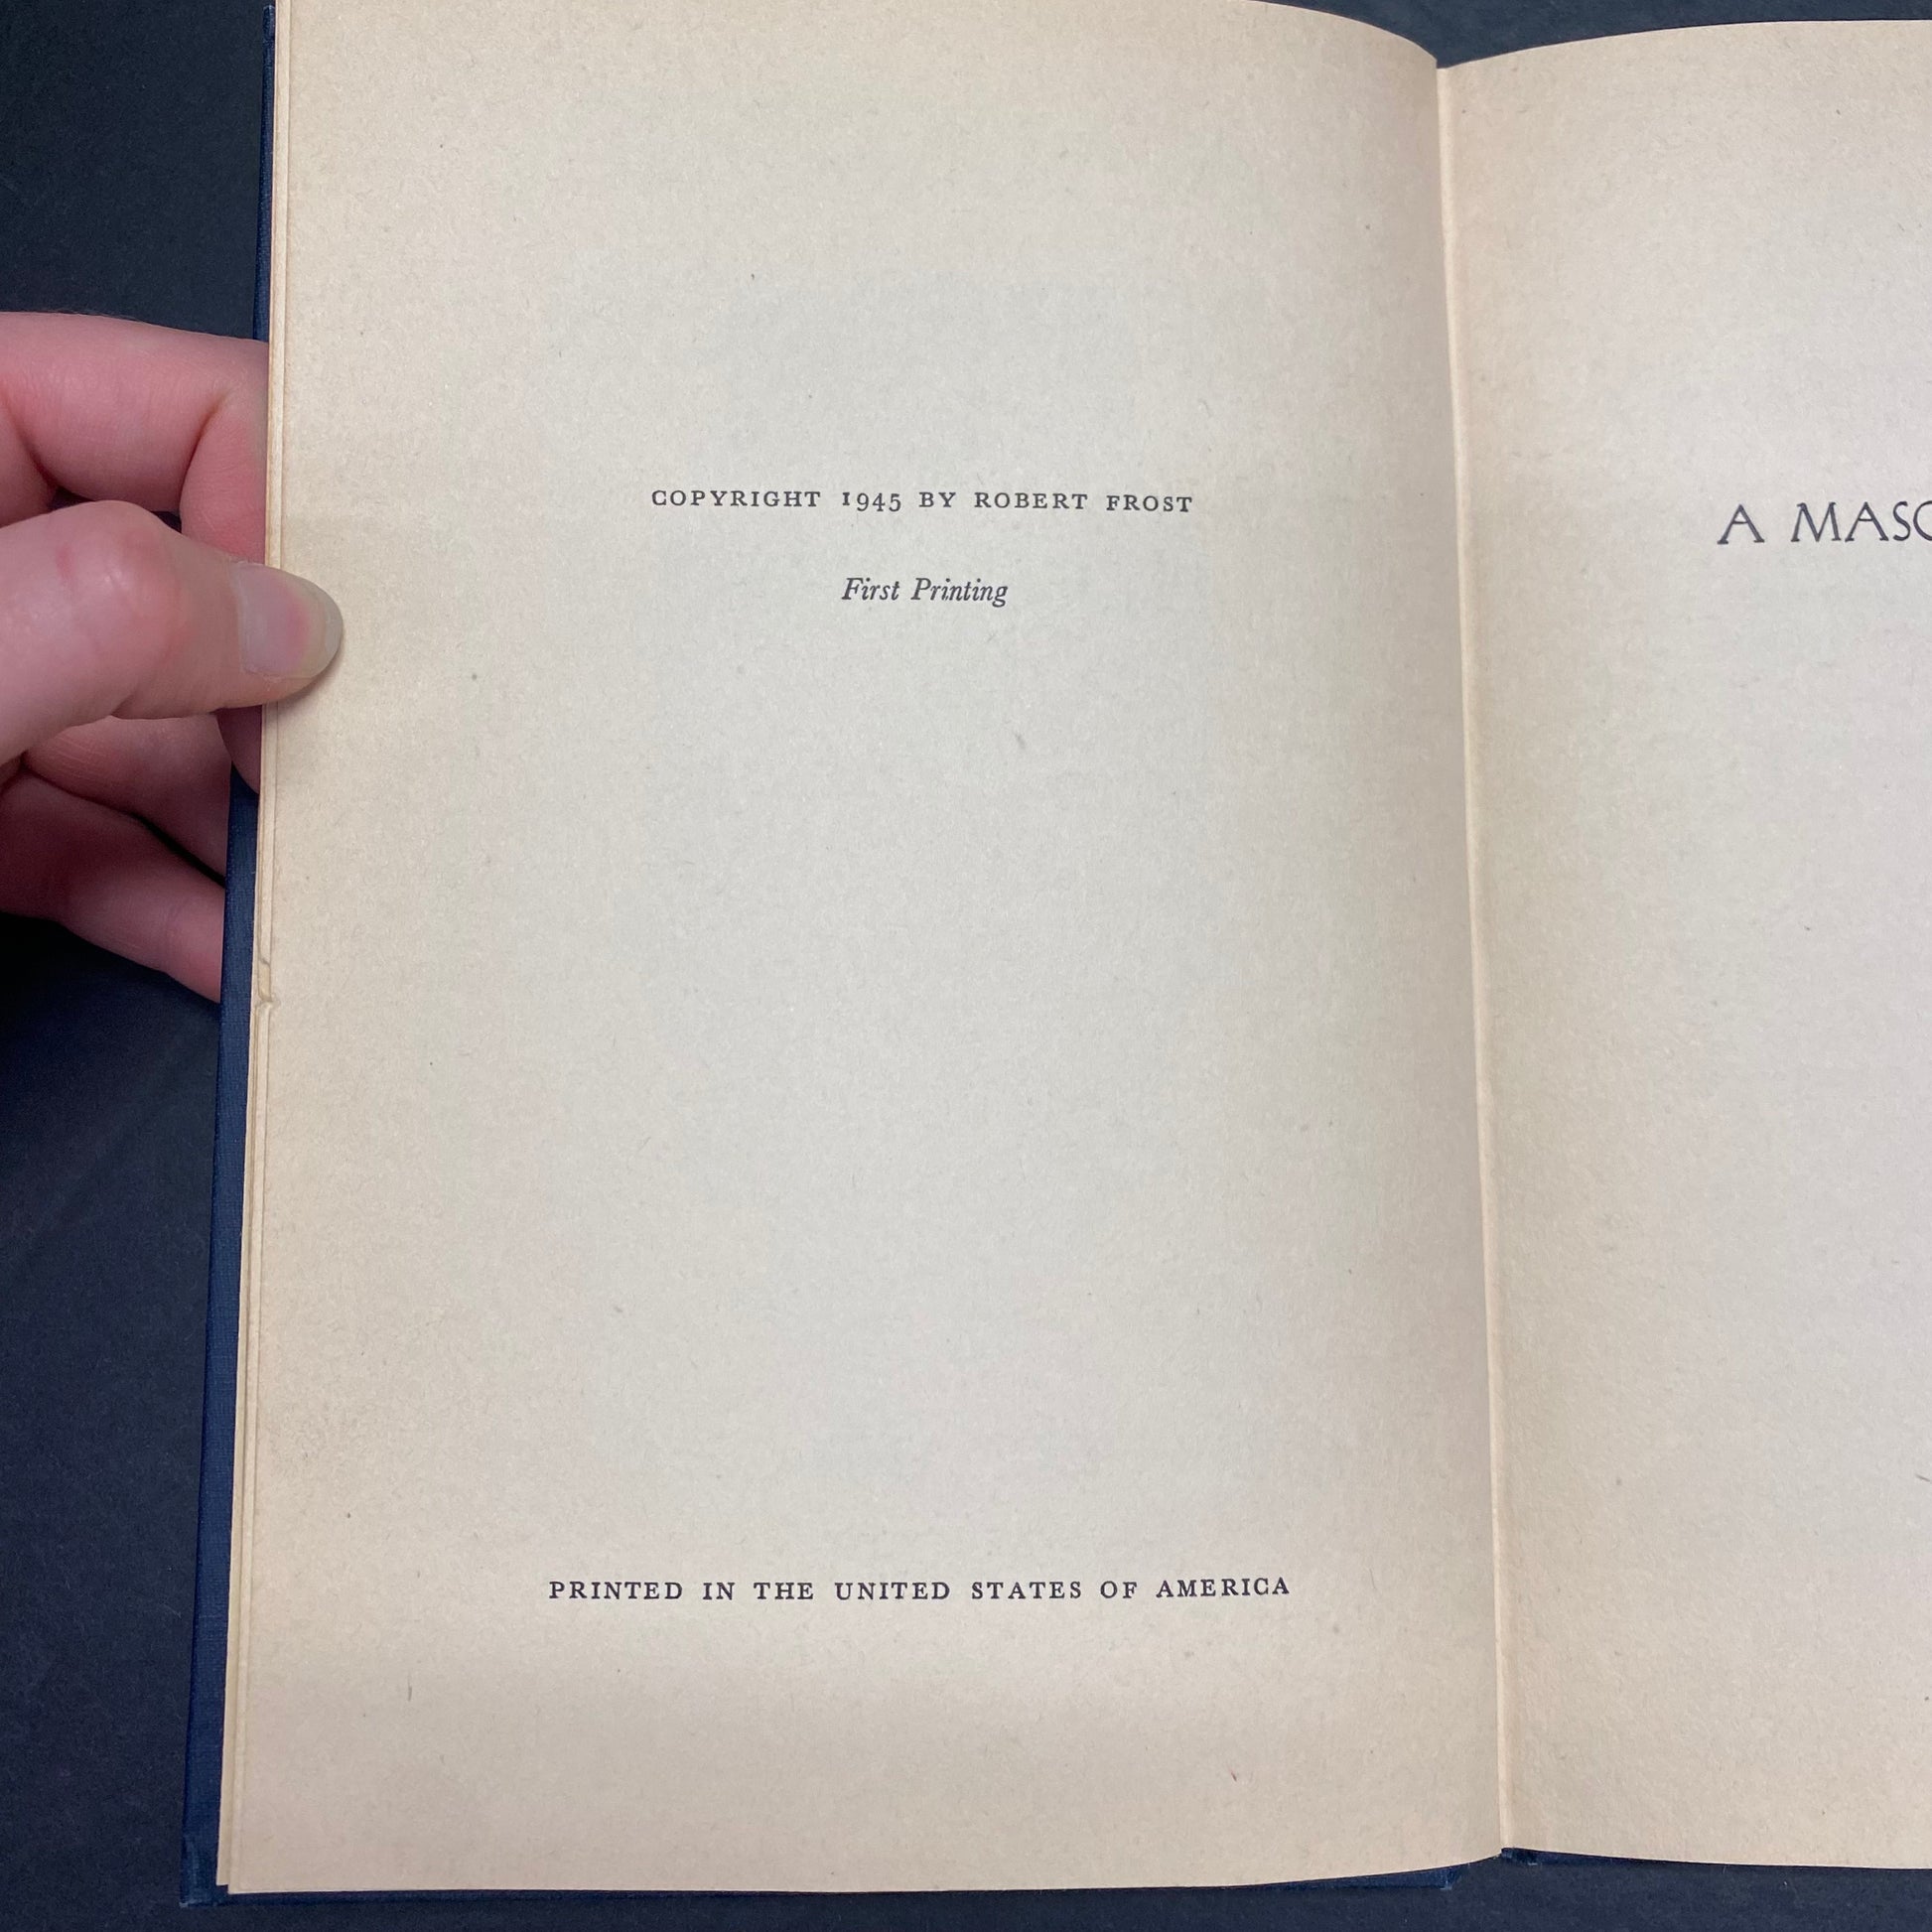 COPYRIGHT 1945 BY ROBERT FROST
First Printing
PRINTED IN THE UNITED STATES OF AMERICA
A